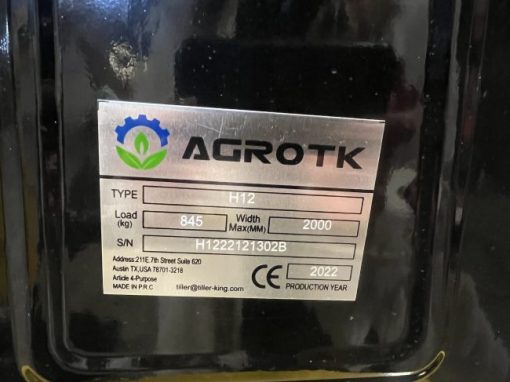 AGROTK
TYPE H12
Load (kg) 845 Width Max(MM) 2000
S/N H1222121302B
Address:211E.7th Street Suite 620
Austin TX,USA 78701-3218
Article 4-Purpose
MADE IN P.R.C tiller@tiller-king.com
CE 2022
PRODUCTION YEAR